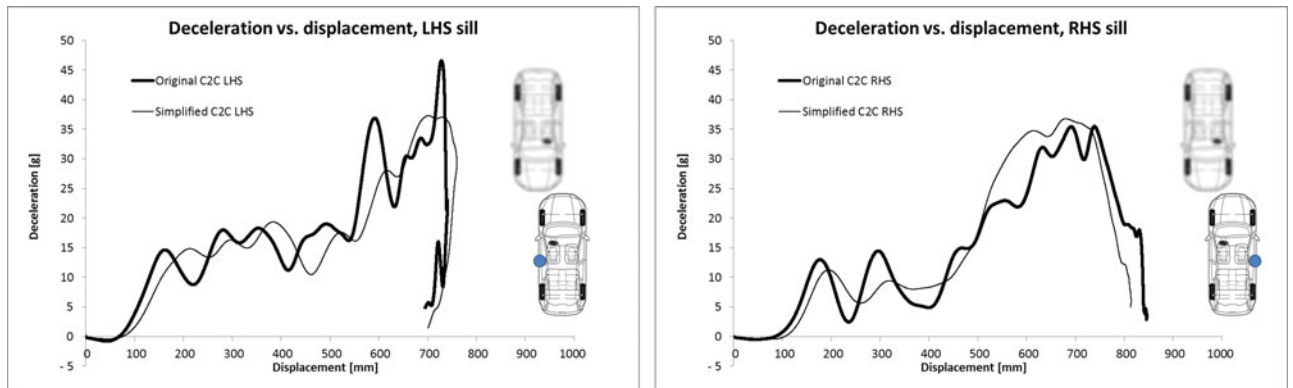 Deceleration vs. displacement, LHS sill
50
45
40
35
30
25
20
15
10
5
0
- 5
Deceleration [g]
Original C2C LHS
Simplified C2C LHS
0 100 200 300 400 500 600 700 800 900 1000
Displacement [mm]
Deceleration vs. displacement, RHS sill
50
45
40
35
30
25
20
15
10
5
0
- 5
Deceleration [g]
Original C2C RHS
Simplified C2C RHS
0 100 200 300 400 500 600 700 800 900 1000
Displacement [mm]